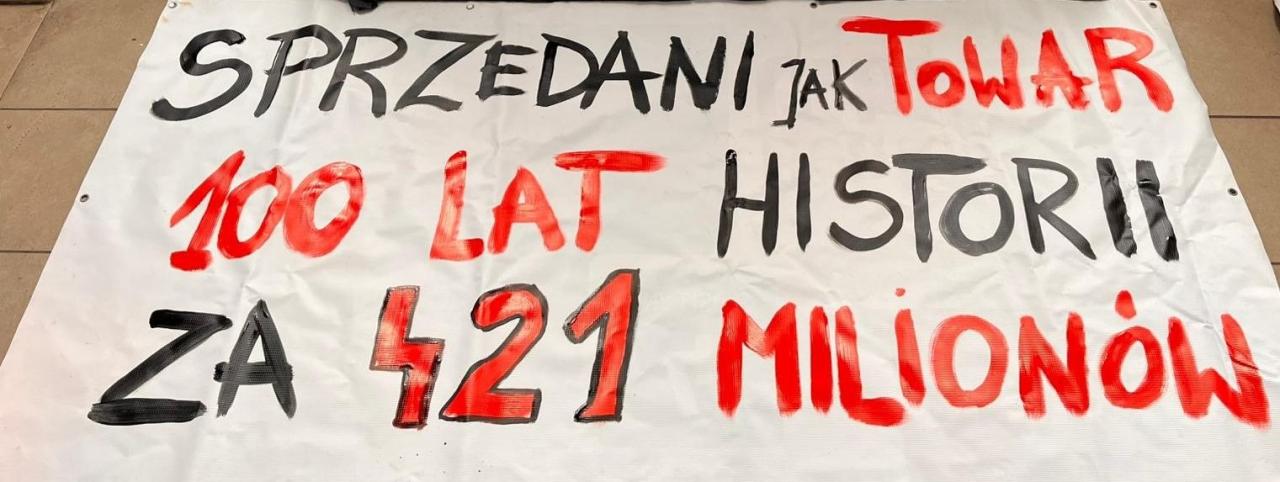 SPRZEDANI JAK TOWAR
100 LAT HISTORII
ZA 421 MILIONÓW